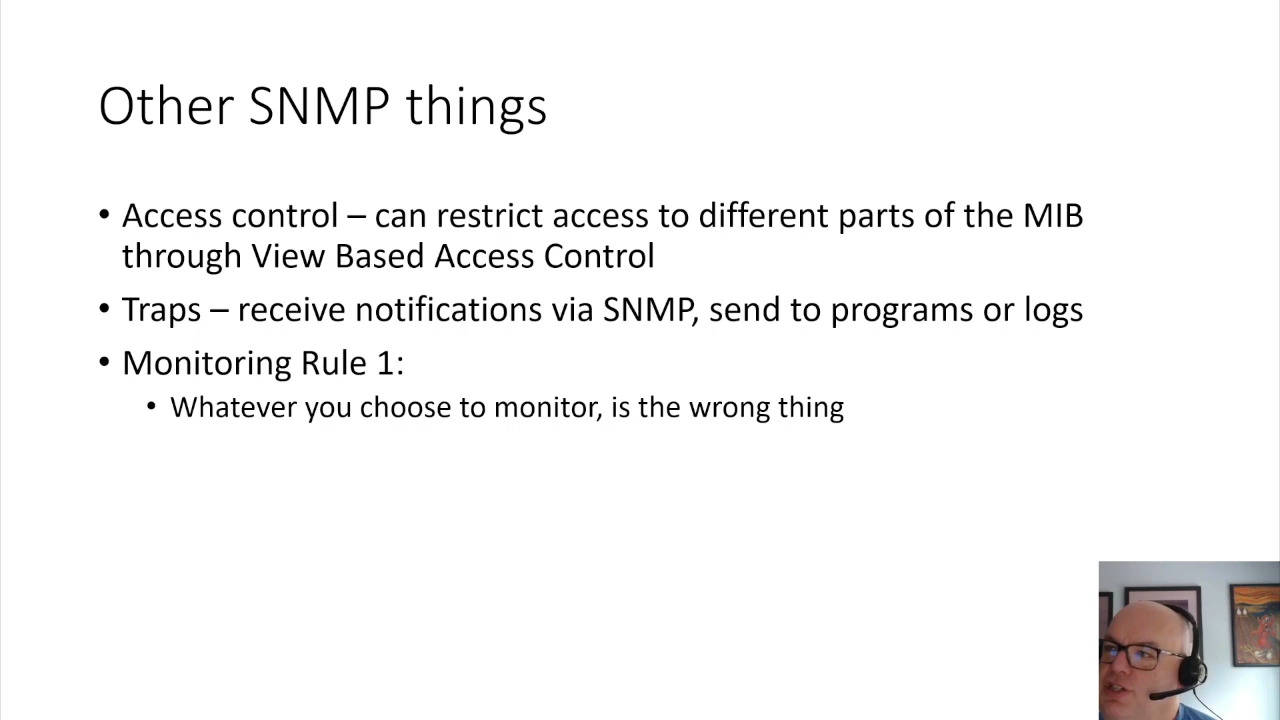 Other SNMP things
• Access control – can restrict access to different parts of the MIB
through View Based Access Control
• Traps – receive notifications via SNMP, send to programs or logs
• Monitoring Rule 1:
• Whatever you choose to monitor, is the wrong thing